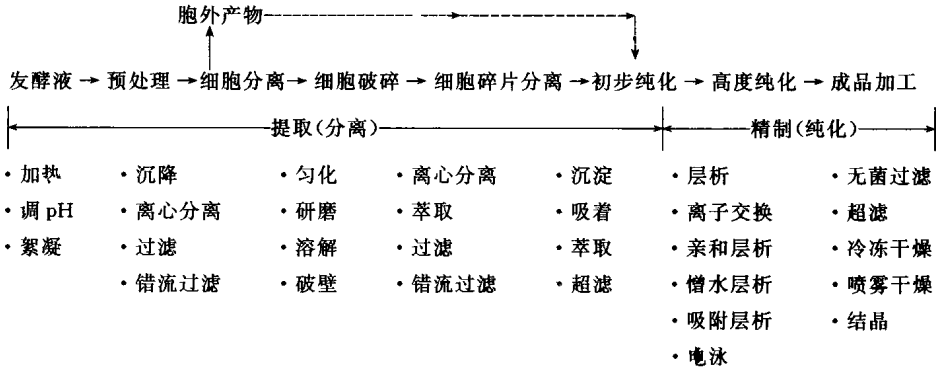 胞外产物
发酵液→预处理→细胞分离→细胞破碎→细胞碎片分离→初步纯化→高度纯化→成品加工
提取(分离) 精制(纯化)
·加热 ·沉降 ·匀化 ·离心分离 ·沉淀 ·层析 ·无菌过滤
·调pH ·离心分离 ·研磨 ·萃取 ·吸着 ·离子交换 ·超滤
·絮凝 ·过滤 ·溶解 ·过滤 ·萃取 ·亲和层析 ·冷冻干燥
·错流过滤 ·破壁 ·错流过滤 ·超滤 ·憎水层析 ·喷雾干燥
·吸附层析 ·结晶
·电泳